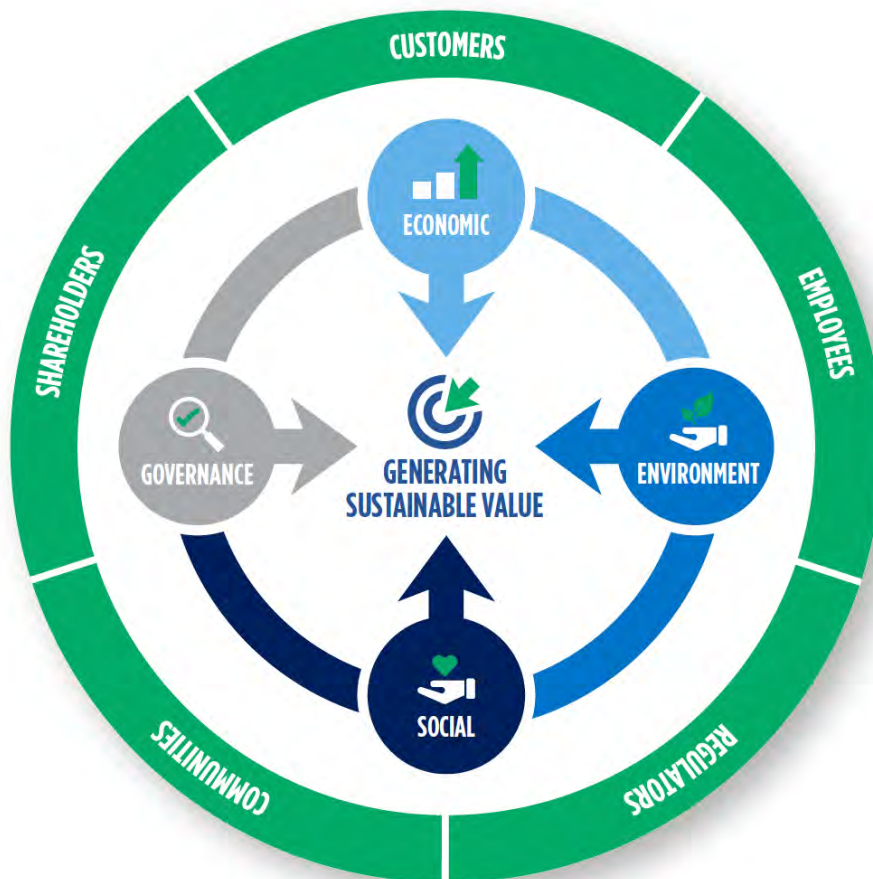 CUSTOMERS
SHAREHOLDERS
EMPLOYEES
ECONOMIC
GOVERNANCE
GENERATING
SUSTAINABLE VALUE
ENVIRONMENT
SOCIAL
COMMUNITIES
REGULATORS